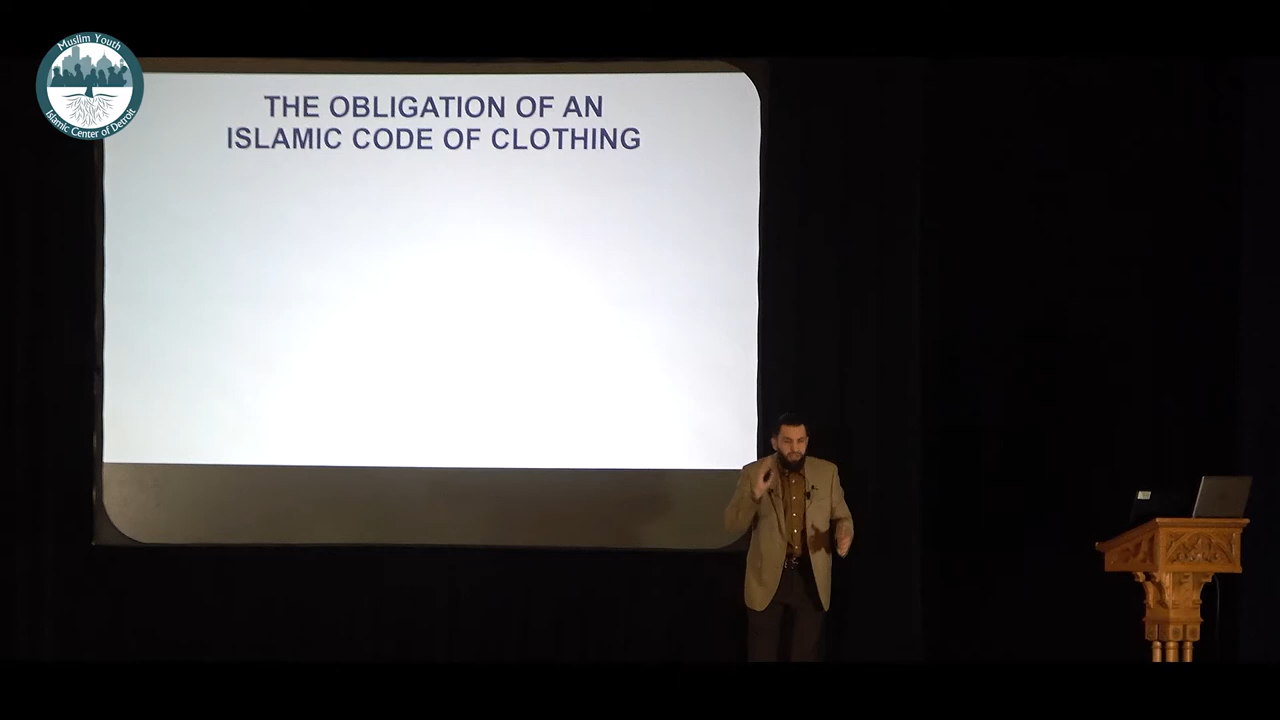 Muslim Youth
Islamic Center of Detroit
THE OBLIGATION OF AN
ISLAMIC CODE OF CLOTHING